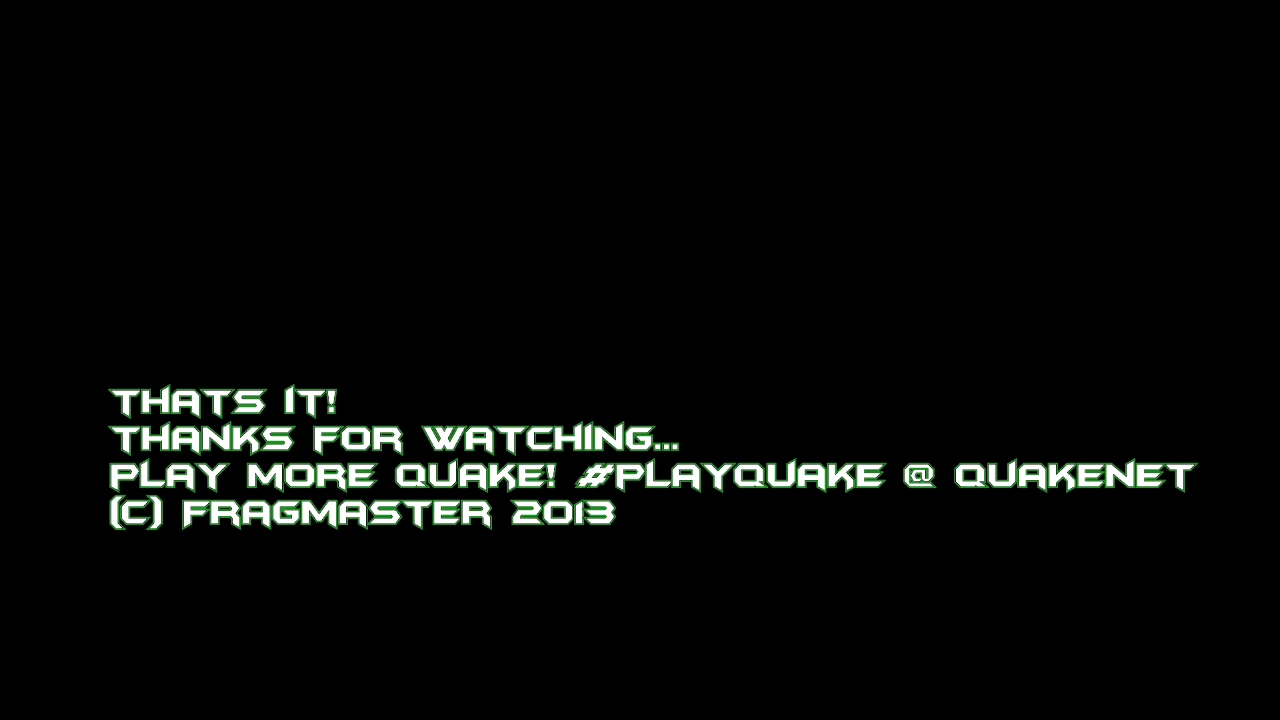 THATS IT!
THANKS FOR WATCHING...
PLAY MORE QUAKE! #PLAYQUAKE @ QUAKENET
(C) FRAGMASTER 2013